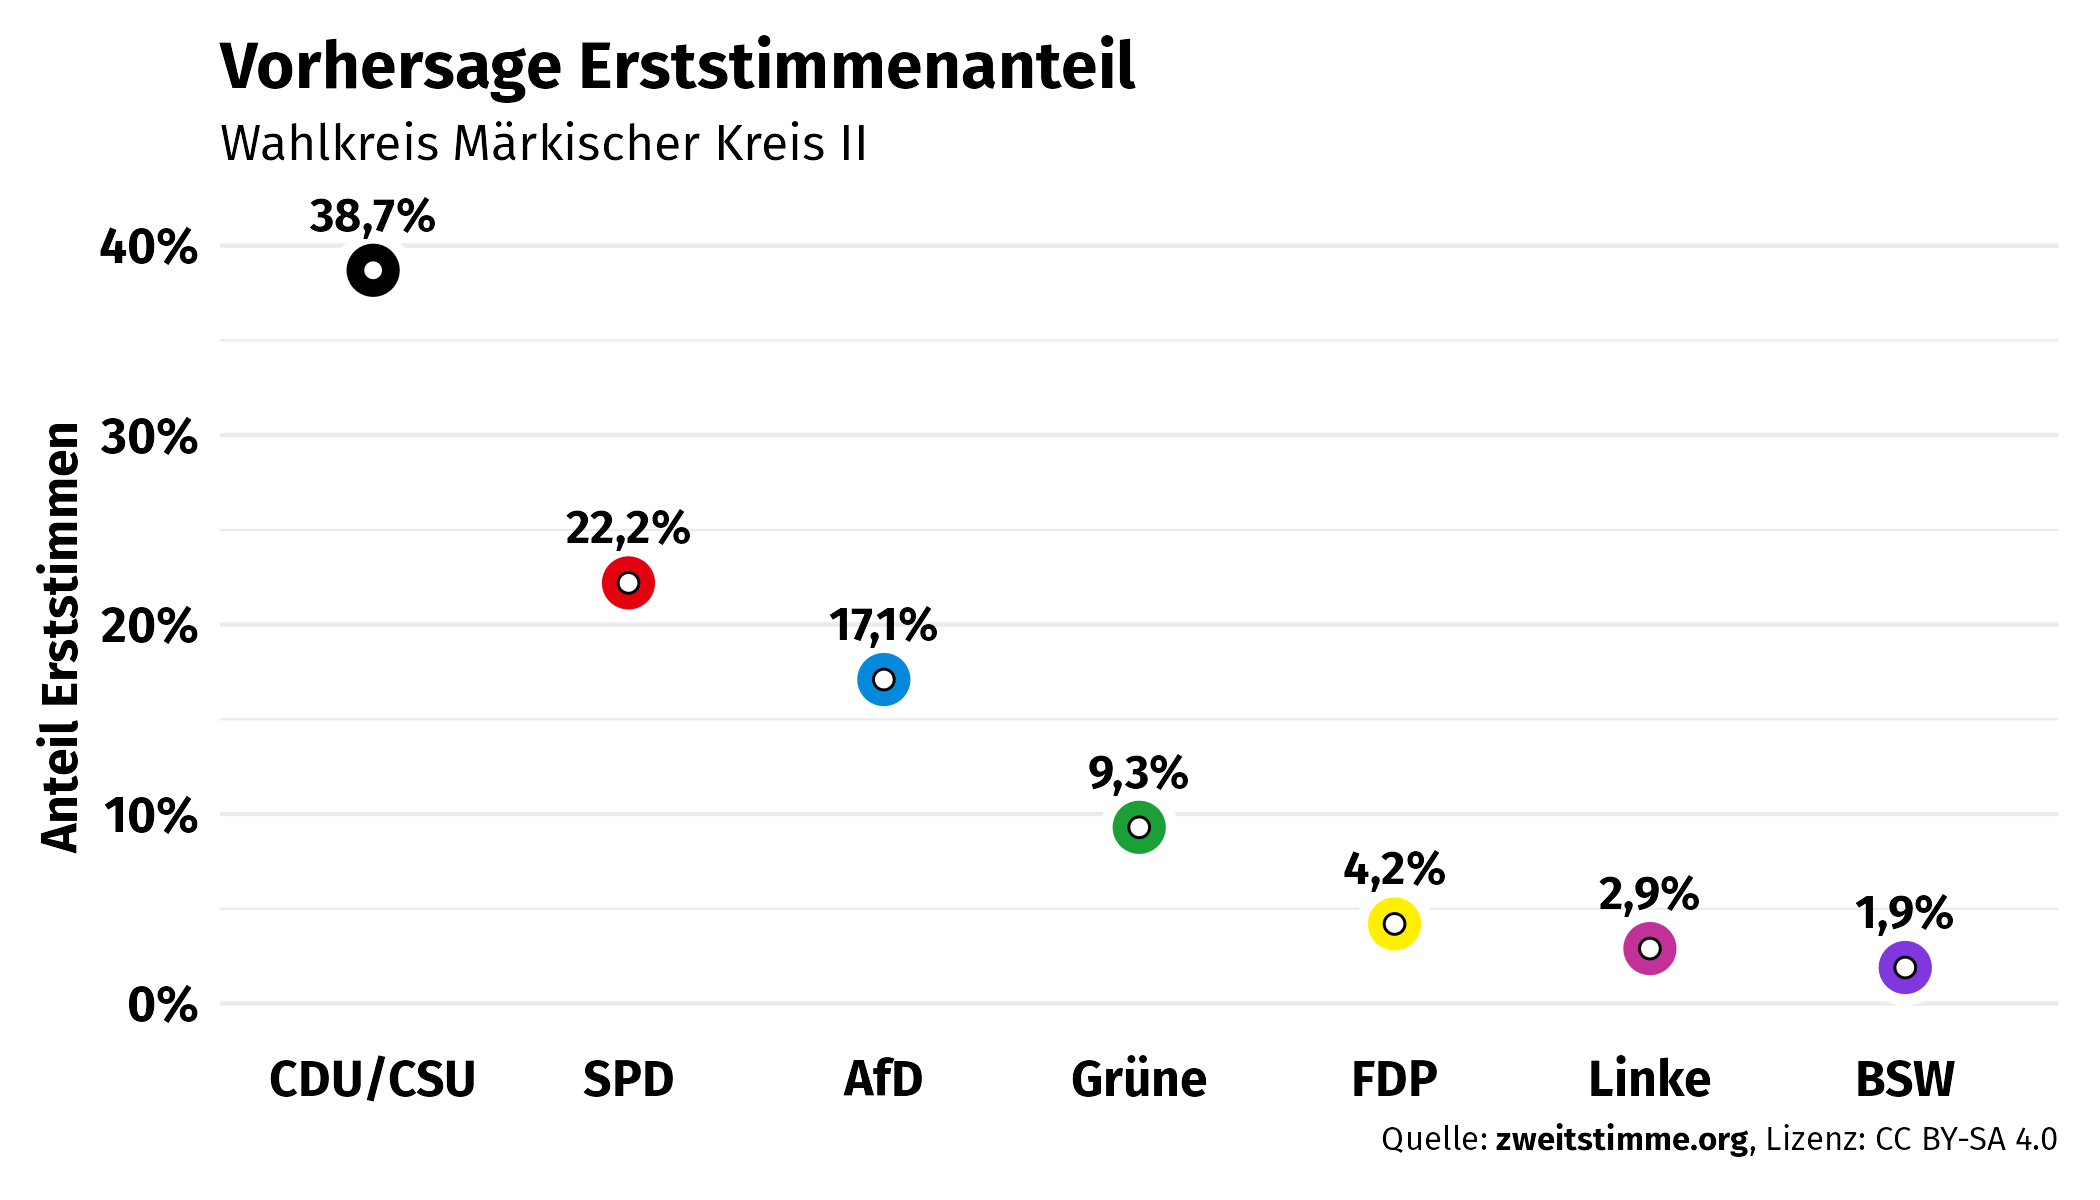 Vorhersage Erststimmenanteil
Wahlkreis Märkischer Kreis II
Anteil Erststimmen
40%
30%
20%
10%
0%
38,7%
22,2%
17,1%
9,3%
4,2%
2,9%
1,9%
CDU/CSU SPD AfD Grüne FDP Linke BSW
Quelle: zweitstimme.org, Lizenz: CC BY-SA 4.0